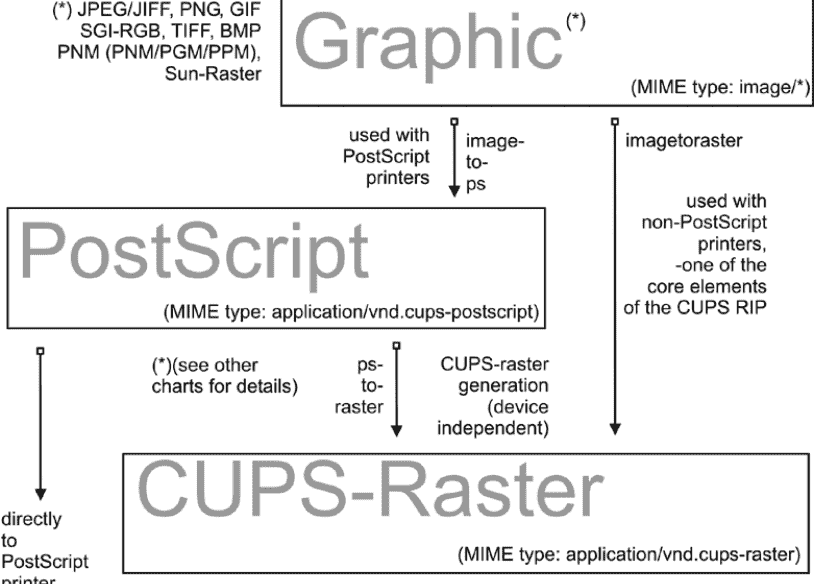 (*) JPEG/JIFF, PNG, GIF
SGI-RGB, TIFF, BMP
PNM (PNM/PGM/PPM),
Sun-Raster
Graphic(*)
(MIME type: image/*)
used with
PostScript
printers
image-
to-
ps
imagetoraster
used with
non-PostScript
printers,
-one of the
core elements
of the CUPS RIP
PostScript
(MIME type: application/vnd.cups-postscript)
(*)(see other
charts for details)
ps-
to-
raster
CUPS-raster
generation
(device
independent)
CUPS-Raster
(MIME type: application/vnd.cups-raster)
directly
to
PostScript
printer